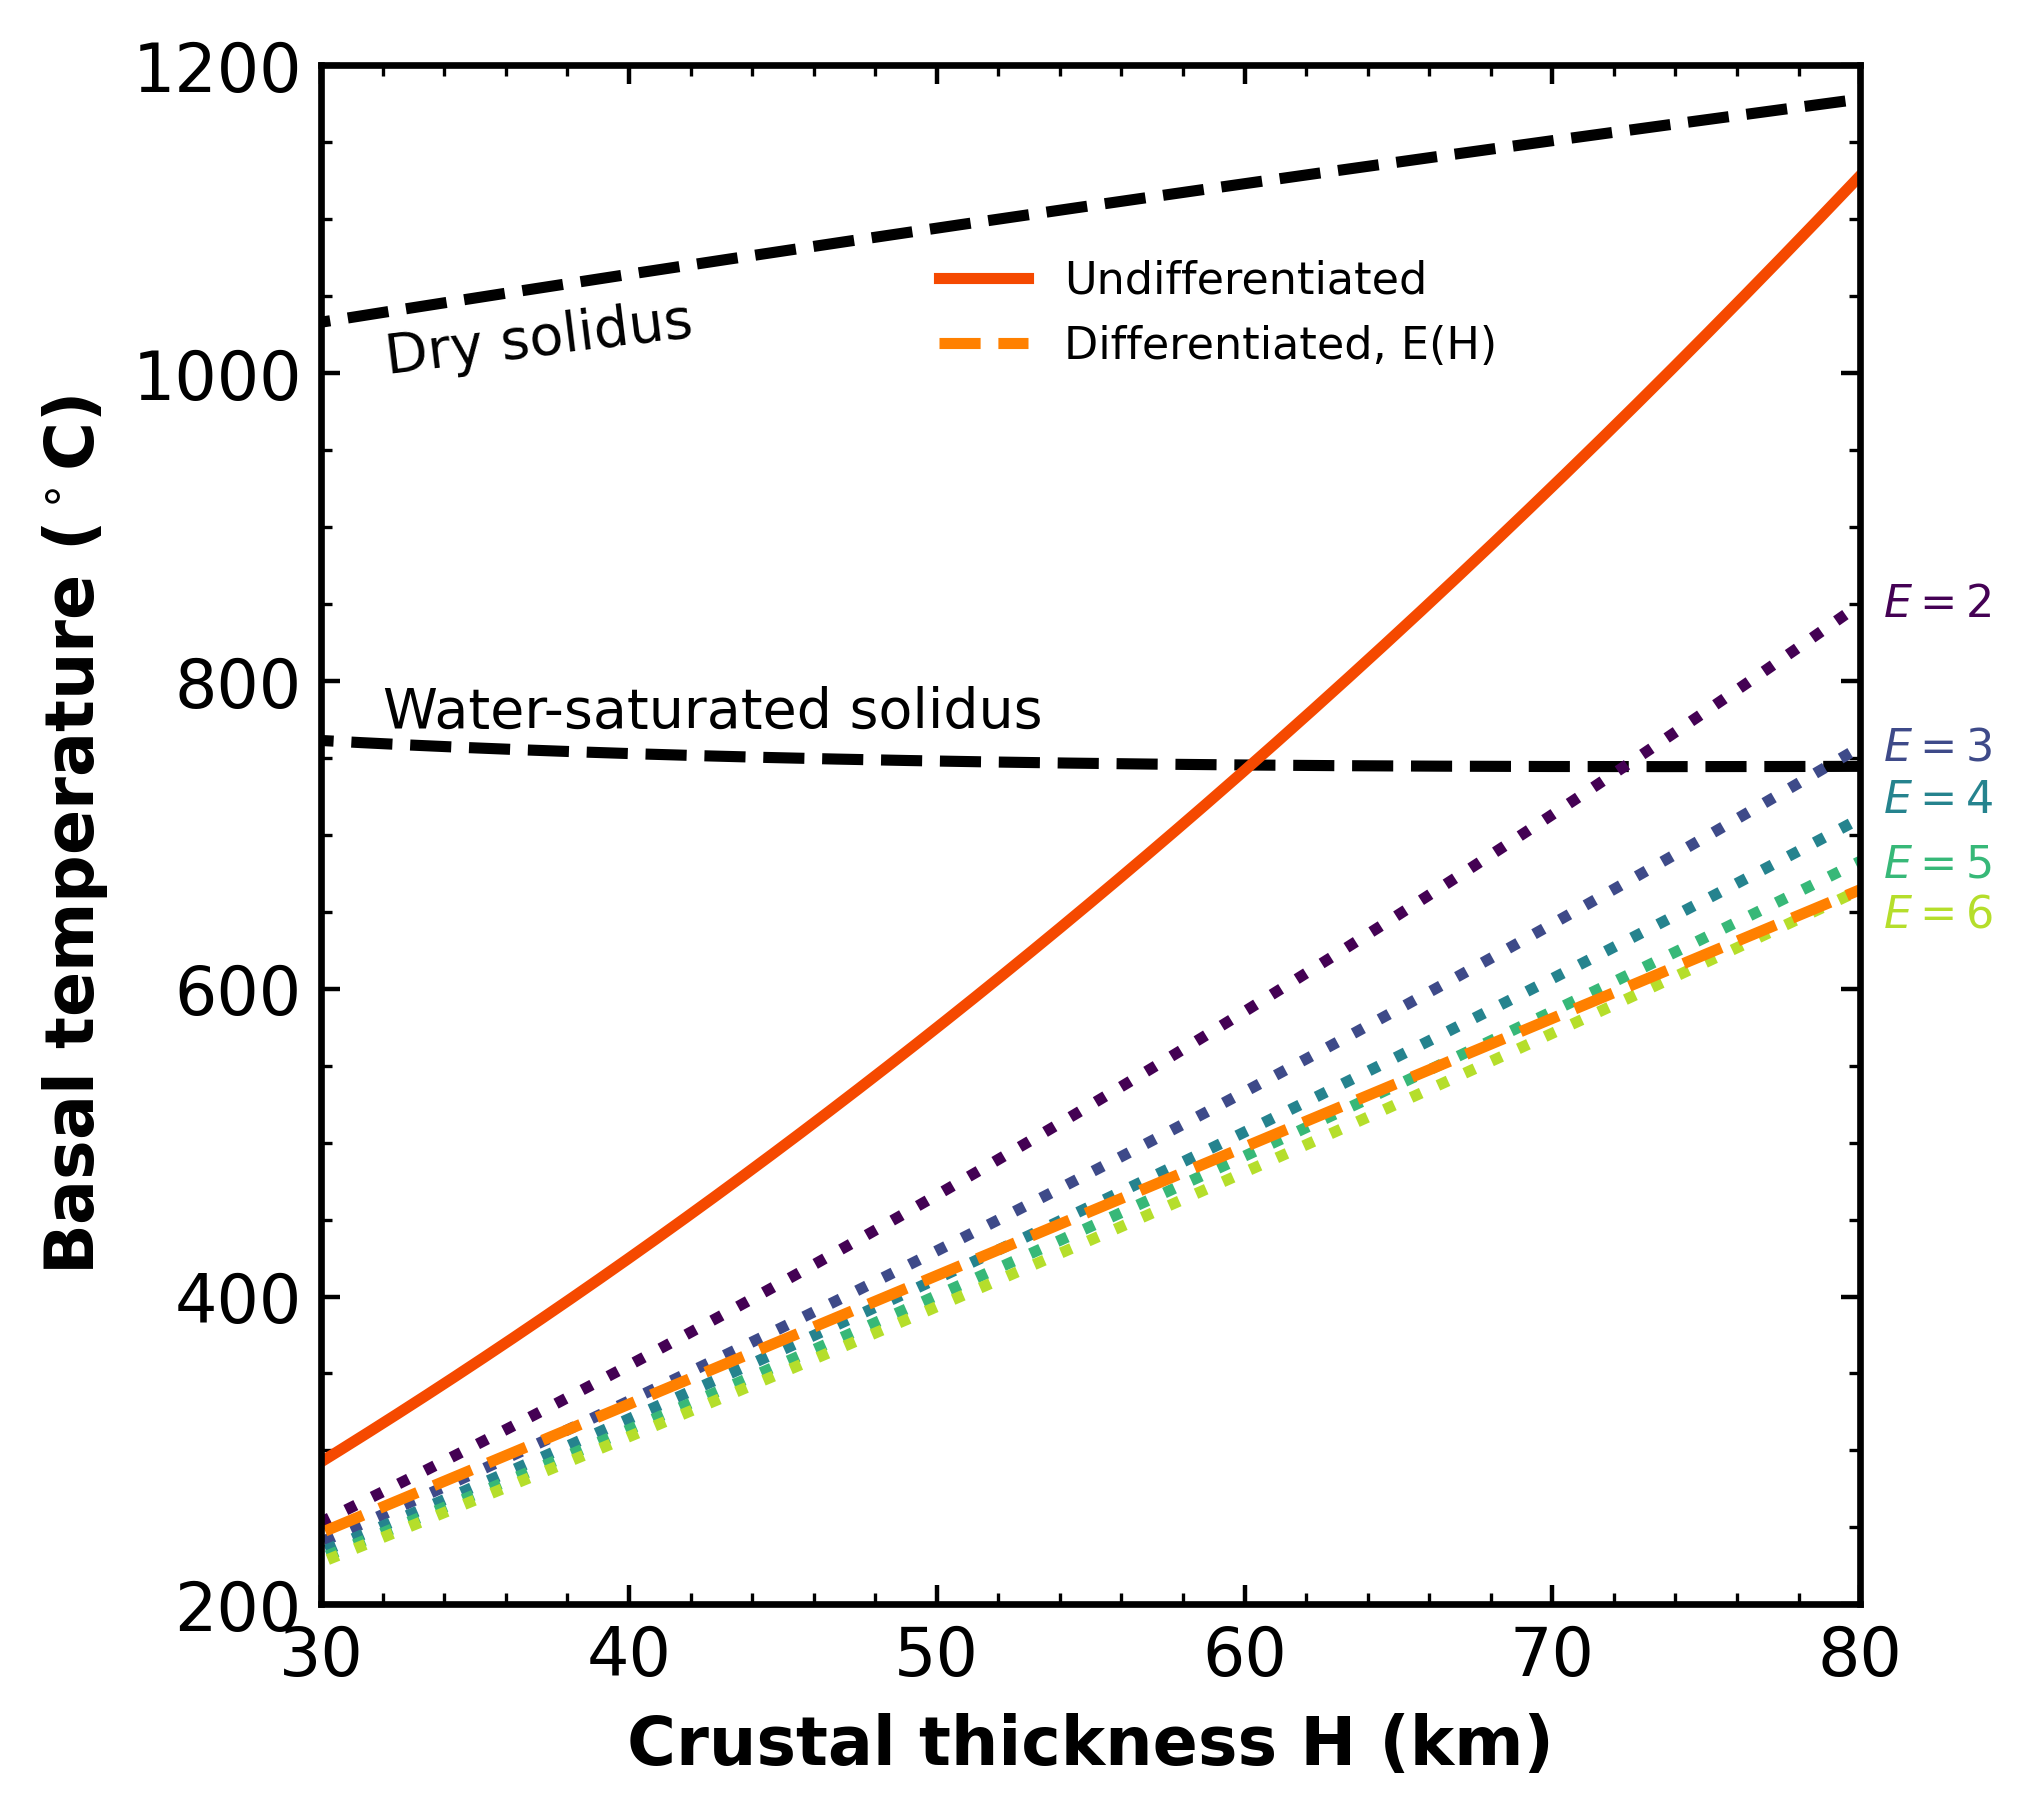 1200
1000
800
600
400
200
Basal temperature (°C)
Dry solidus
Undifferentiated
Differentiated, E(H)
Water-saturated solidus
E = 2
E = 3
E = 4
E = 5
E = 6
30 40 50 60 70 80
Crustal thickness H (km)